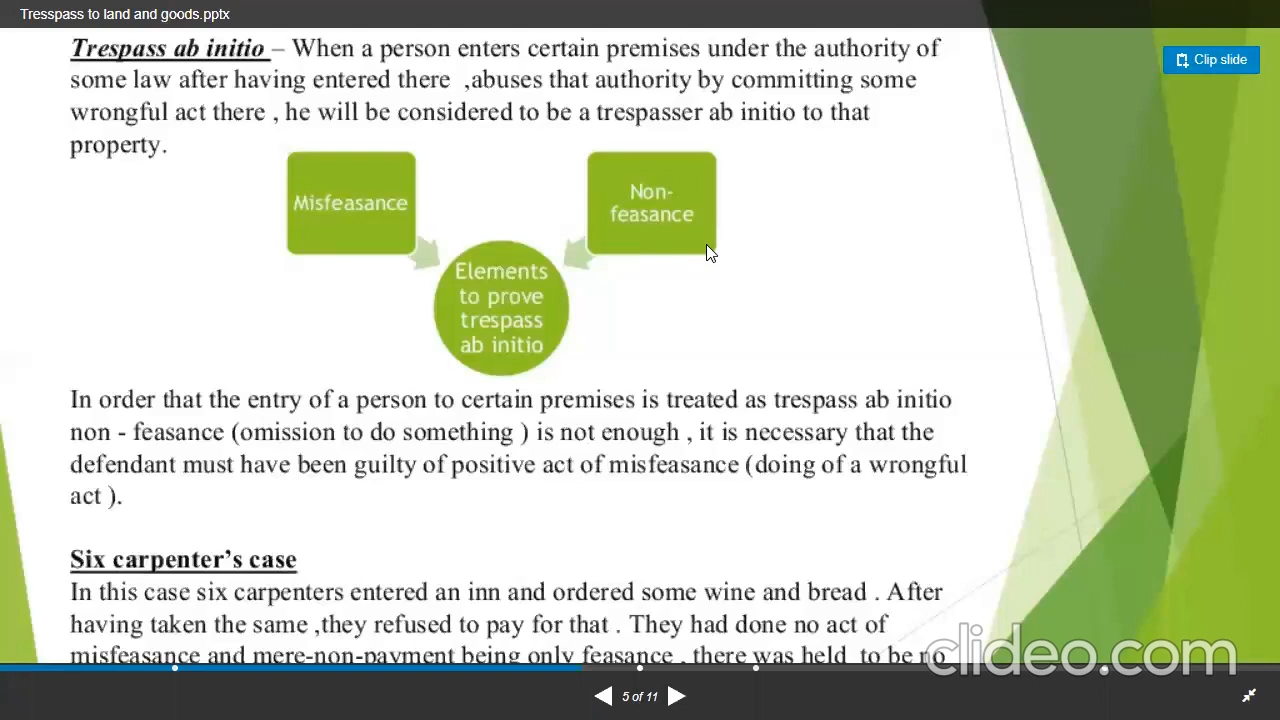 Tresspass to land and goods.pptx
Clip slide
Trespass ab initio – When a person enters certain premises under the authority of
some law after having entered there ,abuses that authority by committing some
wrongful act there , he will be considered to be a trespasser ab initio to that
property.
Misfeasance
Non-
feasance
Elements
to prove
trespass
ab initio
In order that the entry of a person to certain premises is treated as trespass ab initio
non - feasance (omission to do something ) is not enough , it is necessary that the
defendant must have been guilty of positive act of misfeasance (doing of a wrongful
act ).
Six carpenter's case
In this case six carpenters entered an inn and ordered some wine and bread . After
having taken the same ,they refused to pay for that . They had done no act of
misfeasance and mere-non-payment being only feasance , there was held to be no
clideo.com
5 of 11